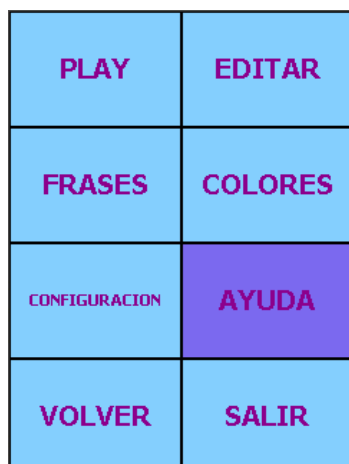 PLAY EDITAR
FRASES COLORES
CONFIGURACION AYUDA
VOLVER SALIR